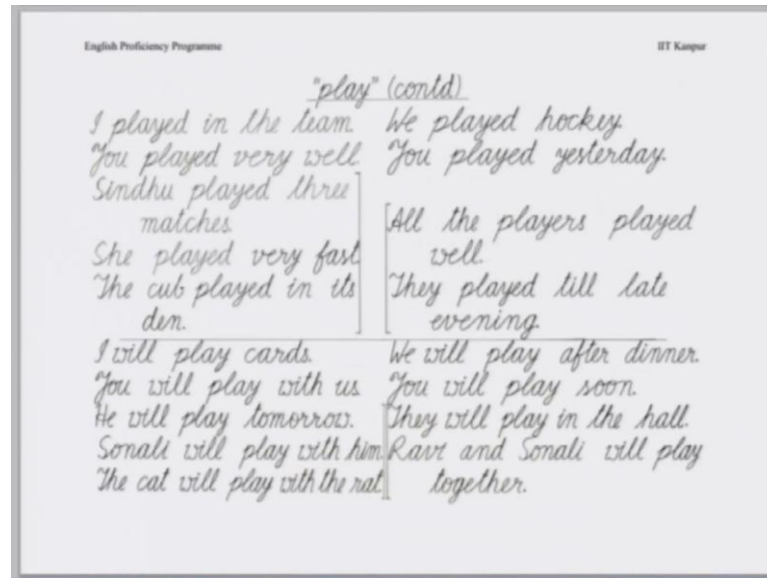 English Proficiency Programme
IIT Kanpur
"play" (contd)
I played in the team.
You played very well.
Sindhu played three
matches.
She played very fast
The cub played in its
den.
We played hockey.
You played yesterday.
All the players played
well.
They played till late
evening.
I will play cards.
You will play with us
He will play tomorrow.
Sonali will play with him
The cat will play with the rat
We will play after dinner.
You will play soon.
They will play in the hall.
Ravi and Sonali will play
together.